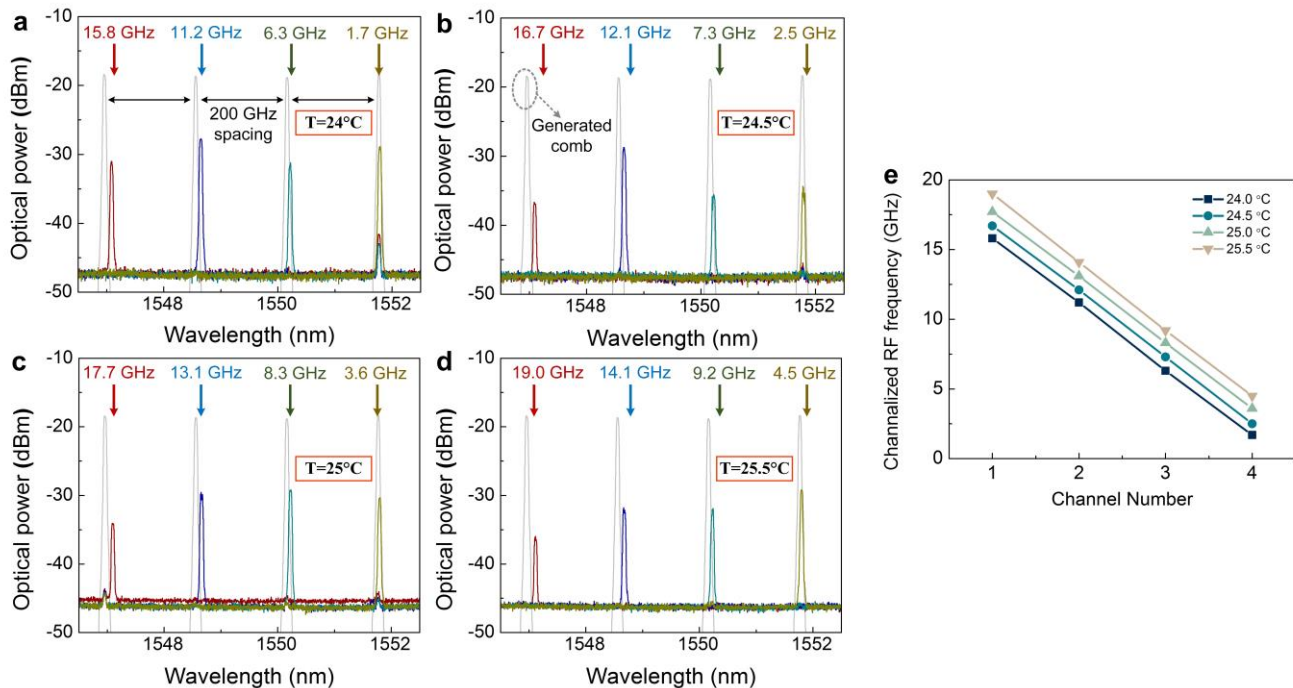 a
15.8 GHz 11.2 GHz 6.3 GHz 1.7 GHz
200 GHz
spacing
T=24°C
-10
-20
-30
-40
-50
Optical power (dBm)
1548 1550 1552
Wavelength (nm)
b
16.7 GHz 12.1 GHz 7.3 GHz 2.5 GHz
Generated
comb
T=24.5°C
-10
-20
-30
-40
-50
Optical power (dBm)
1548 1550 1552
Wavelength (nm)
c
17.7 GHz 13.1 GHz 8.3 GHz 3.6 GHz
T=25°C
-10
-20
-30
-40
-50
Optical power (dBm)
1548 1550 1552
Wavelength (nm)
d
19.0 GHz 14.1 GHz 9.2 GHz 4.5 GHz
T=25.5°C
-10
-20
-30
-40
-50
Optical power (dBm)
1548 1550 1552
Wavelength (nm)
e
20
15
10
5
0
Channalized RF frequency (GHz)
24.0 °C
24.5 °C
25.0 °C
25.5 °C
1 2 3 4
Channel Number